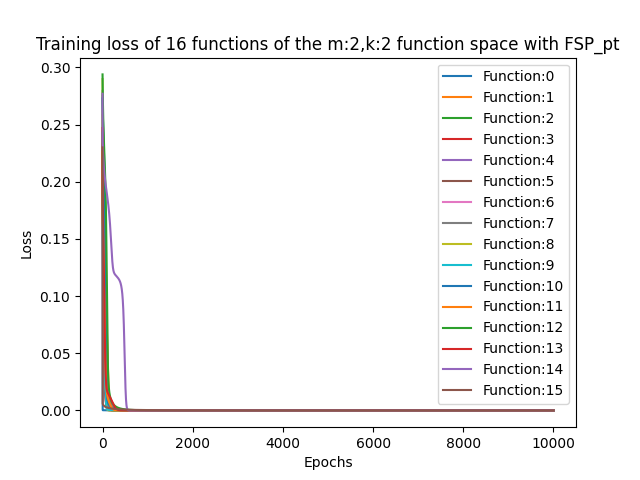 Training loss of 16 functions of the m:2,k:2 function space with FSP_pt
0.30
0.25
0.20
0.15
0.10
0.05
0.00
Loss
0 2000 4000 6000 8000 10000
Epochs
Function:0
Function:1
Function:2
Function:3
Function:4
Function:5
Function:6
Function:7
Function:8
Function:9
Function:10
Function:11
Function:12
Function:13
Function:14
Function:15